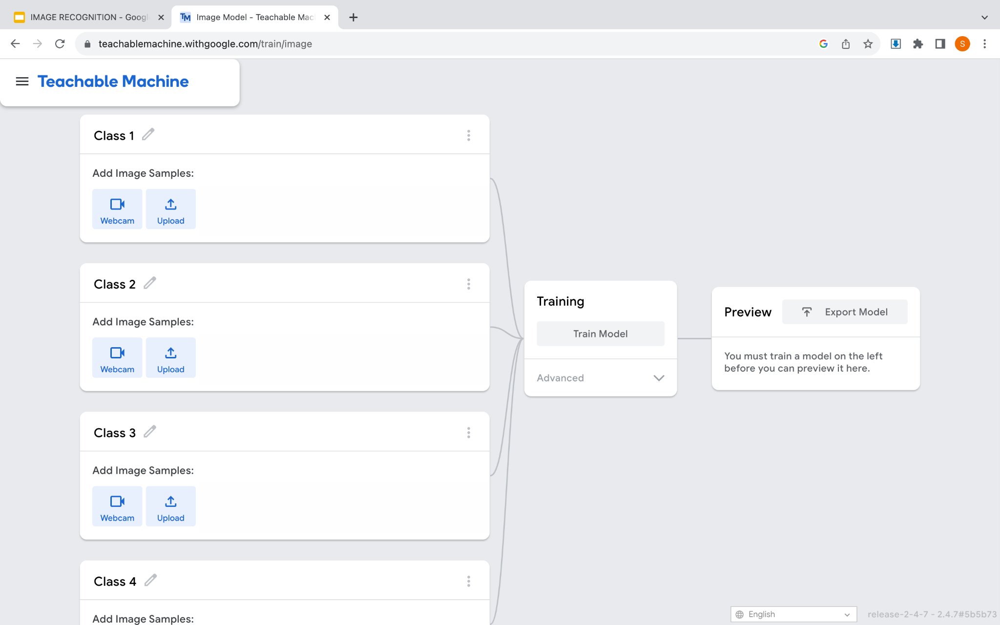 IMAGE RECOGNITION - Googl
Image Model - Teachable Mac
teachablemachine.withgoogle.com/train/image
S
Teachable Machine
Class 1
Add Image Samples:
Webcam
Upload
Class 2
Add Image Samples:
Webcam
Upload
Class 3
Add Image Samples:
Webcam
Upload
Class 4
Add Image Samples:
Training
Train Model
Advanced
Preview
Export Model
You must train a model on the left
before you can preview it here.
English
release-2-4-7 - 2.4.7#5b5b73